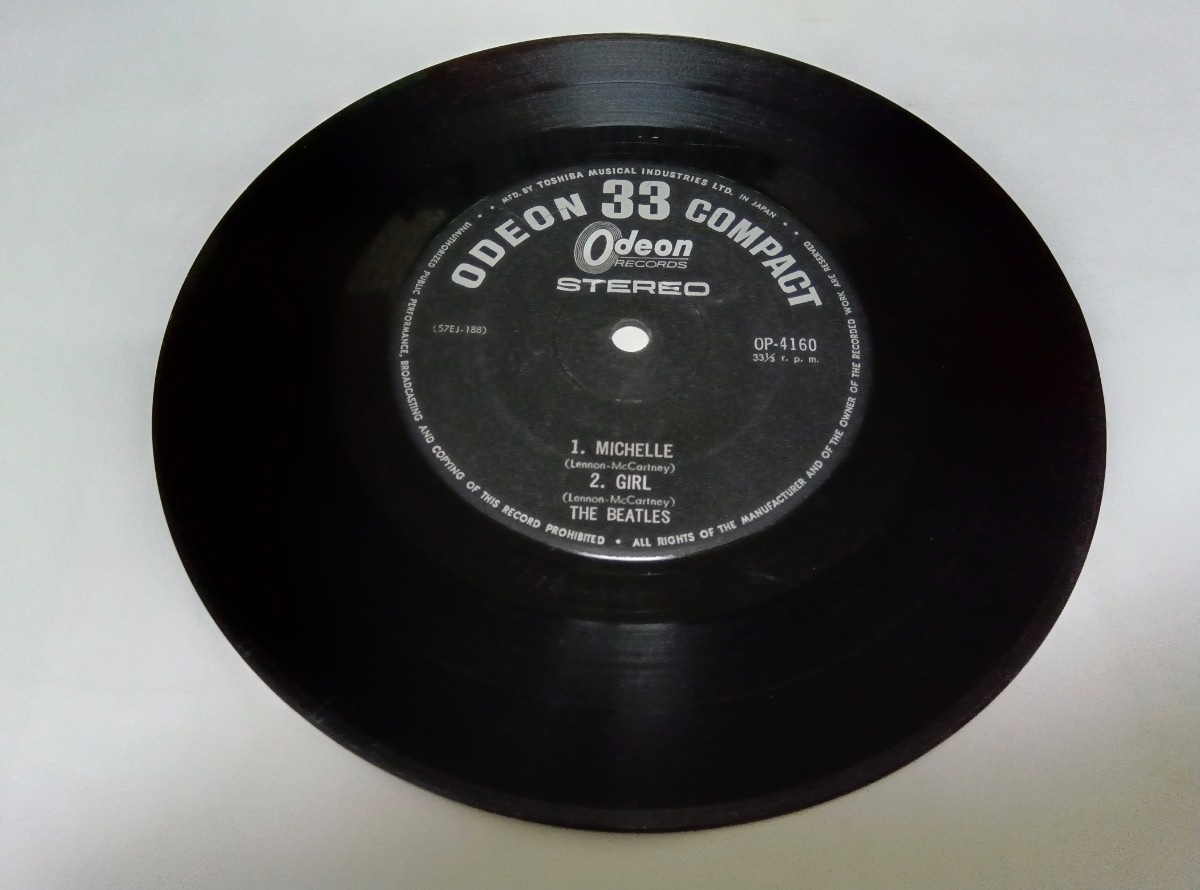 MFD. BY TOSHIBA MUSICAL INDUSTRIES LTD. IN JAPAN
ODEON 33 COMPACT
Odeon
RECORDS
STEREO
(S7EJ-188)
OP-4160
33⅓ r. p. m.
1. MICHELLE
(Lennon-McCartney)
2. GIRL
(Lennon-McCartney)
THE BEATLES
UNAUTHORIZED PUBLIC PERFORMANCE, BROADCASTING AND COPYING OF THIS RECORD PROHIBITED • ALL RIGHTS OF THE MANUFACTURER AND OF THE OWNER OF THE RECORDED WORK ARE RESERVED